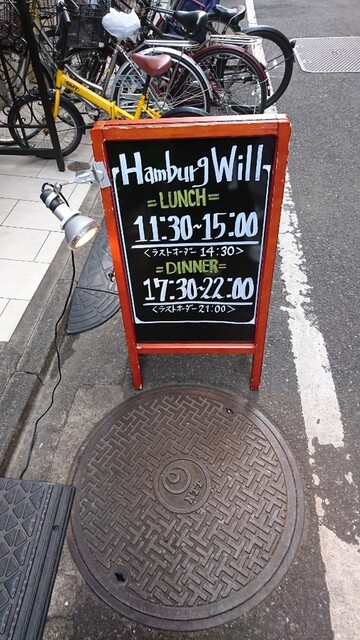 Hamburg Will
=LUNCH=
11:30~15:00
<ラストオーダー 14:30>
=DINNER=
17:30~22:00
<ラストオーダー 21:00>